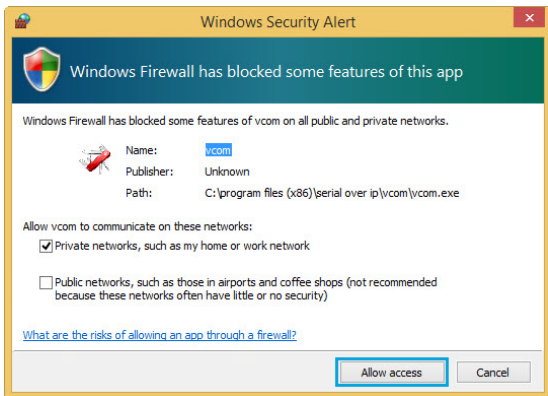 Windows Security Alert
Windows Firewall has blocked some features of this app
Windows Firewall has blocked some features of vcom on all public and private networks.
Name: vcom
Publisher: Unknown
Path: C:\program files (x86)\serial over ip\vcom\vcom.exe
Allow vcom to communicate on these networks:
Private networks, such as my home or work network
Public networks, such as those in airports and coffee shops (not recommended
because these networks often have little or no security)
What are the risks of allowing an app through a firewall?
Allow access Cancel